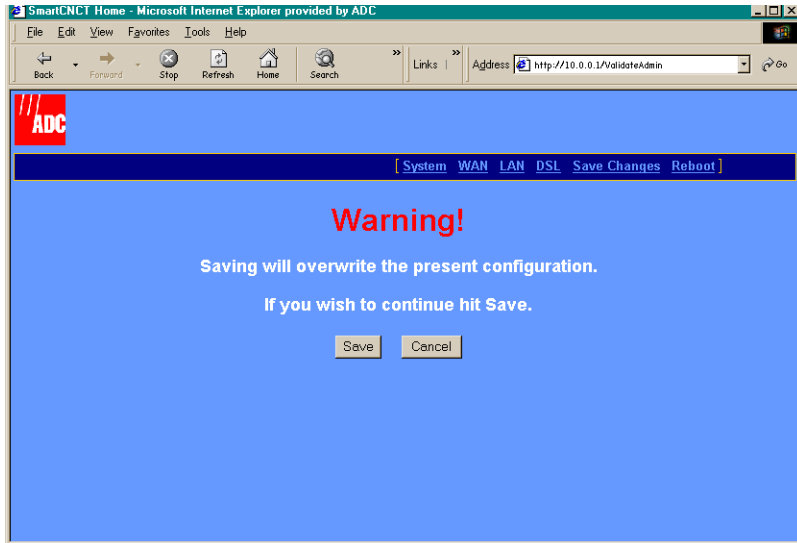 SmartCNCT Home - Microsoft Internet Explorer provided by ADC
File Edit View Favorites Tools Help
Back Forward Stop Refresh Home Search » Links » Address http://10.0.0.1/ValidateAdmin Go
ADC
[ System WAN LAN DSL Save Changes Reboot ]
Warning!
Saving will overwrite the present configuration.
If you wish to continue hit Save.
Save Cancel